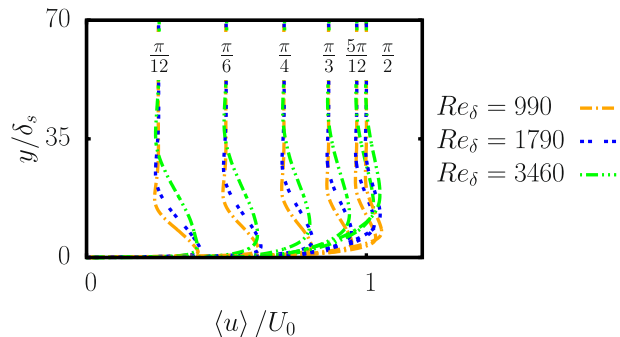 70
35
0
y/δ_s
π/12 π/6 π/4 π/3 5π/12 π/2
0 1
⟨u⟩ /U_0
Re_δ = 990
Re_δ = 1790
Re_δ = 3460